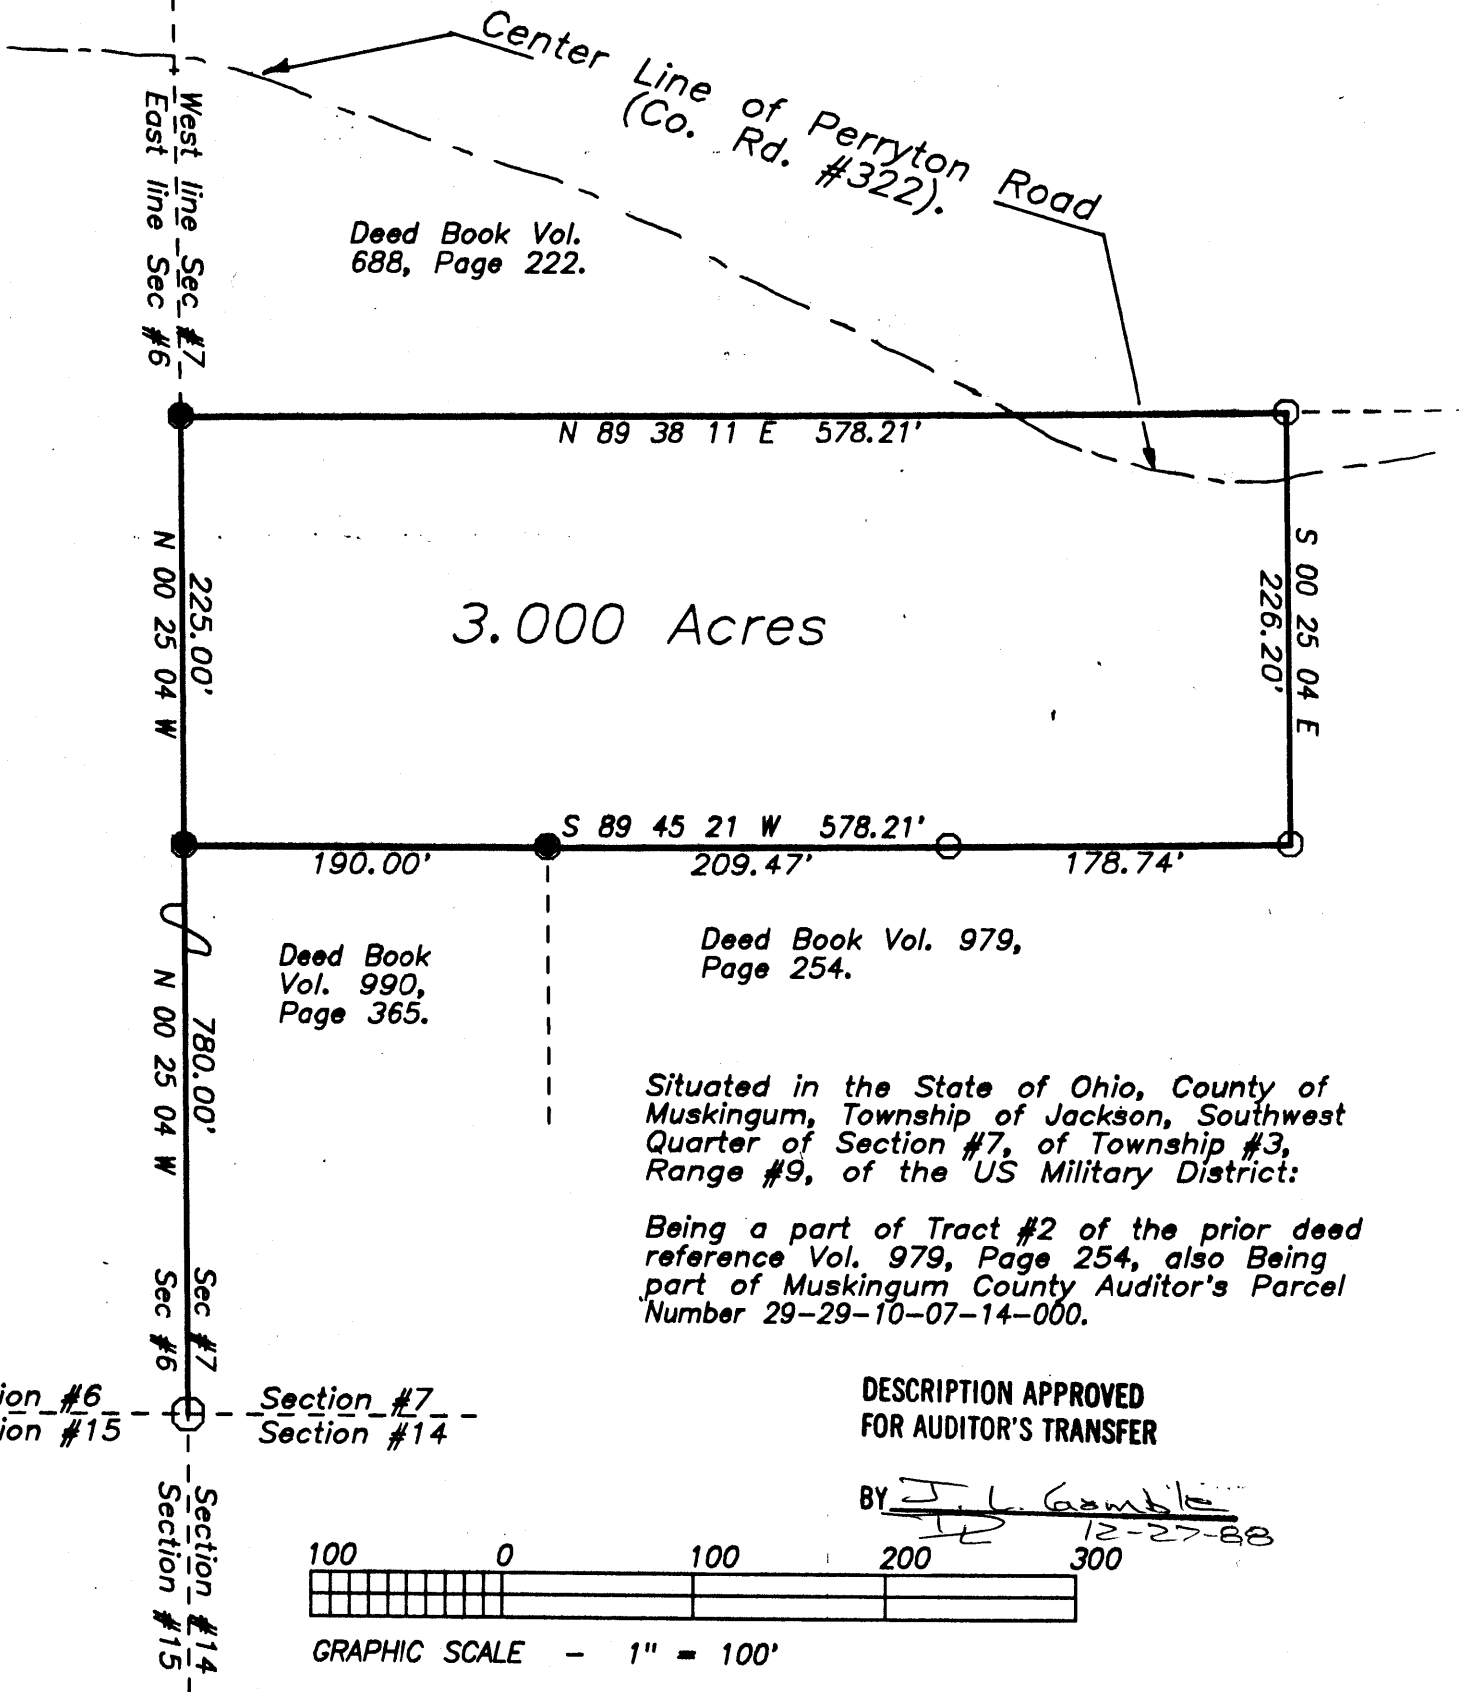 Center Line of Perryton Road
(Co. Rd. #322).
West line Sec #7
East line Sec #6
Deed Book Vol.
688, Page 222.
N 89 38 11 E 578.21'
225.00'
N 00 25 04 W
3.000 Acres
S 00 25 04 E
226.20'
S 89 45 21 W 578.21'
190.00' 209.47' 178.74'
Deed Book
Vol. 990,
Page 365.
Deed Book Vol. 979,
Page 254.
780.00' Sec #7
N 00 25 04 W Sec #6
Situated in the State of Ohio, County of
Muskingum, Township of Jackson, Southwest
Quarter of Section #7, of Township #3,
Range #9, of the US Military District:
Being a part of Tract #2 of the prior deed
reference Vol. 979, Page 254, also Being
part of Muskingum County Auditor's Parcel
Number 29-29-10-07-14-000.
ion #6 Section #7
ion #15 Section #14
Section #14
Section #15
DESCRIPTION APPROVED
FOR AUDITOR'S TRANSFER
BY J. L. Gamble
12-27-88
100 0 100 200 300
GRAPHIC SCALE - 1" = 100'